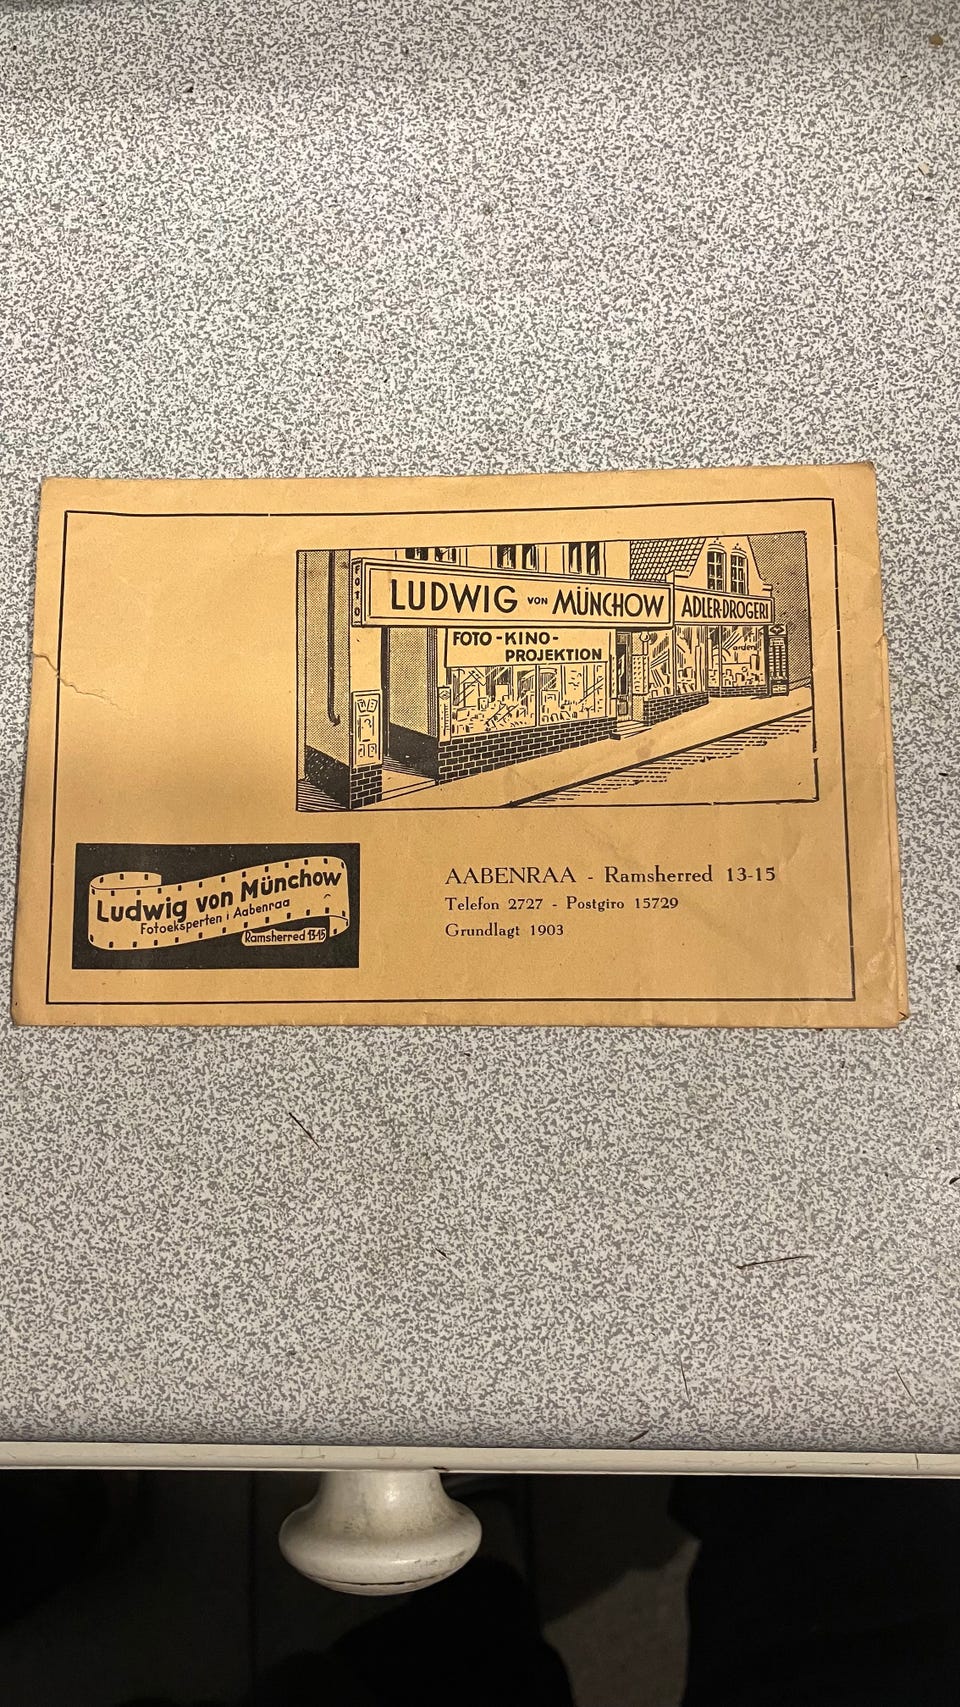 FOTO
LUDWIG VON MÜNCHOW
ADLER-DROGERI
FOTO - KINO -
PROJEKTION
arden
Ludwig von Münchow
Fotoeksperten i Aabenraa
Ramsherred 13-15
AABENRAA - Ramsherred 13-15
Telefon 2727 - Postgiro 15729
Grundlagt 1903